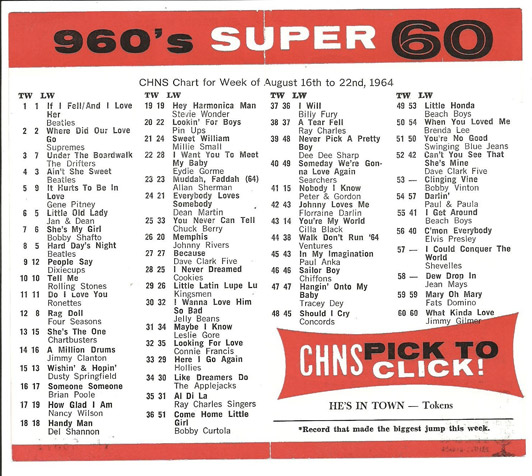 960's SUPER 60
CHNS Chart for Week of August 16th to 22nd, 1964
TW LW
1 1 If I Fell/And I Love
Her
Beatles
2 2 Where Did Our Love
Go
Supremes
3 7 Under The Boardwalk
The Drifters
4 3 Ain't She Sweet
Beatles
5 9 It Hurts To Be In
Love
Gene Pitney
6 5 Little Old Lady
Jan & Dean
7 6 She's My Girl
Bobby Shafto
8 5 Hard Day's Night
Beatles
9 12 People Say
Dixiecups
10 10 Tell Me
Rolling Stones
11 11 Do I Love You
Ronettes
12 8 Rag Doll
Four Seasons
13 15 She's The One
Chartbusters
14 16 A Million Drums
Jimmy Clanton
15 13 Wishin' & Hopin'
Dusty Springfield
16 17 Someone Someone
Brian Poole
17 19 How Glad I Am
Nancy Wilson
18 18 Handy Man
Del Shannon
TW LW
19 19 Hey Harmonica Man
Stevie Wonder
20 22 Lookin' For Boys
Pin Ups
21 24 Sweet William
Millie Small
22 28 I Want You To Meet
My Baby
Eydie Gorme
23 23 Muddah, Faddah (64)
Allan Sherman
24 21 Everybody Loves
Somebody
Dean Martin
25 33 You Never Can Tell
Chuck Berry
26 20 Memphis
Johnny Rivers
27 27 Because
Dave Clark Five
28 25 I Never Dreamed
Cookies
29 26 Little Latin Lupe Lu
Kingsmen
30 32 I Wanna Love Him
So Bad
Jelly Beans
31 34 Maybe I Know
Leslie Gore
32 35 Looking For Love
Connie Francis
33 29 Here I Go Again
Hollies
34 30 Like Dreamers Do
The Applejacks
35 31 Al Di La
Ray Charles Singers
36 51 Come Home Little
Girl
Bobby Curtola
TW LW
37 36 I Will
Billy Fury
38 37 A Tear Fell
Ray Charles
39 48 Never Pick A Pretty
Boy
Dee Dee Sharp
40 49 Someday We're Gon-
na Love Again
Searchers
41 15 Nobody I Know
Peter & Gordon
42 43 Johnny Loves Me
Florraine Darlin
43 14 You're My World
Cilla Black
44 38 Walk Don't Run '64
Ventures
45 43 In My Imagination
Paul Anka
46 46 Sailor Boy
Chiffons
47 47 Hangin' Onto My
Baby
Tracey Dey
48 45 Should I Cry
Concords
TW LW
49 53 Little Honda
Beach Boys
50 54 When You Loved Me
Brenda Lee
51 50 You're No Good
Swinging Blue Jeans
52 42 Can't You See That
She's Mine
Dave Clark Five
53 — Clinging Vine
Bobby Vinton
54 57 Darlin'
Paul & Paula
55 41 I Get Around
Beach Boys
56 40 C'mon Everybody
Elvis Presley
57 — I Could Conquer The
World
Shevelles
58 — Dew Drop In
Jean Mays
59 59 Mary Oh Mary
Fats Domino
60 60 What Kinda Love
Jimmy Gilmer
CHNS PICK TO
CLICK!
HE'S IN TOWN — Tokens
*Record that made the biggest jump this week.